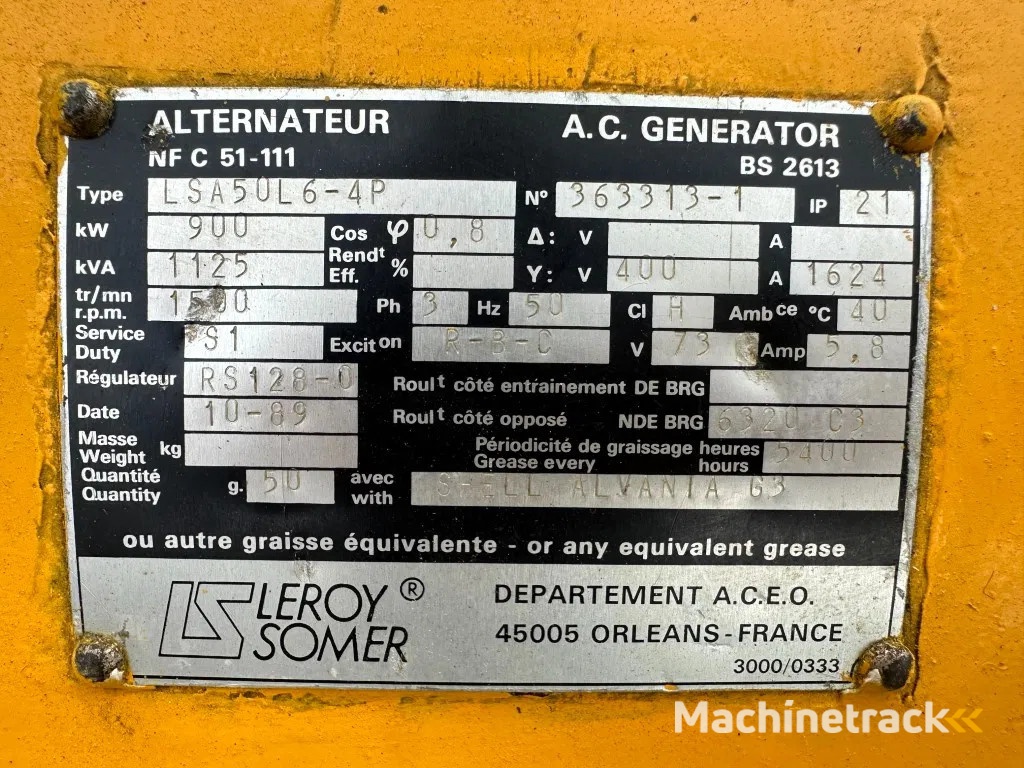 ALTERNATEUR A.C. GENERATOR
NF C 51-111 BS 2613
Type LSA50L6-4P N° 363313-1 IP 21
kW 900 Cos φ 0,8 Δ: V A
kVA 1125 Rendt Eff. % Y: V 400 A 1624
tr/mn r.p.m. 1500 Ph 3 Hz 50 Cl H Ambce °C 40
Service Duty S1 Exciton R-B-C V 73 Amp 5,8
Régulateur RS128-0 Roult côté entrainement DE BRG
Date 10-89 Roult côté opposé NDE BRG 6320 C3
Masse Weight kg Périodicité de graissage heures Grease every hours 5400
Quantité Quantity g. 50 avec with SHELL ALVANIA G3
ou autre graisse équivalente - or any equivalent grease
LS LEROY SOMER ® DEPARTEMENT A.C.E.O.
45005 ORLEANS - FRANCE
3000/0333
Machinetrack